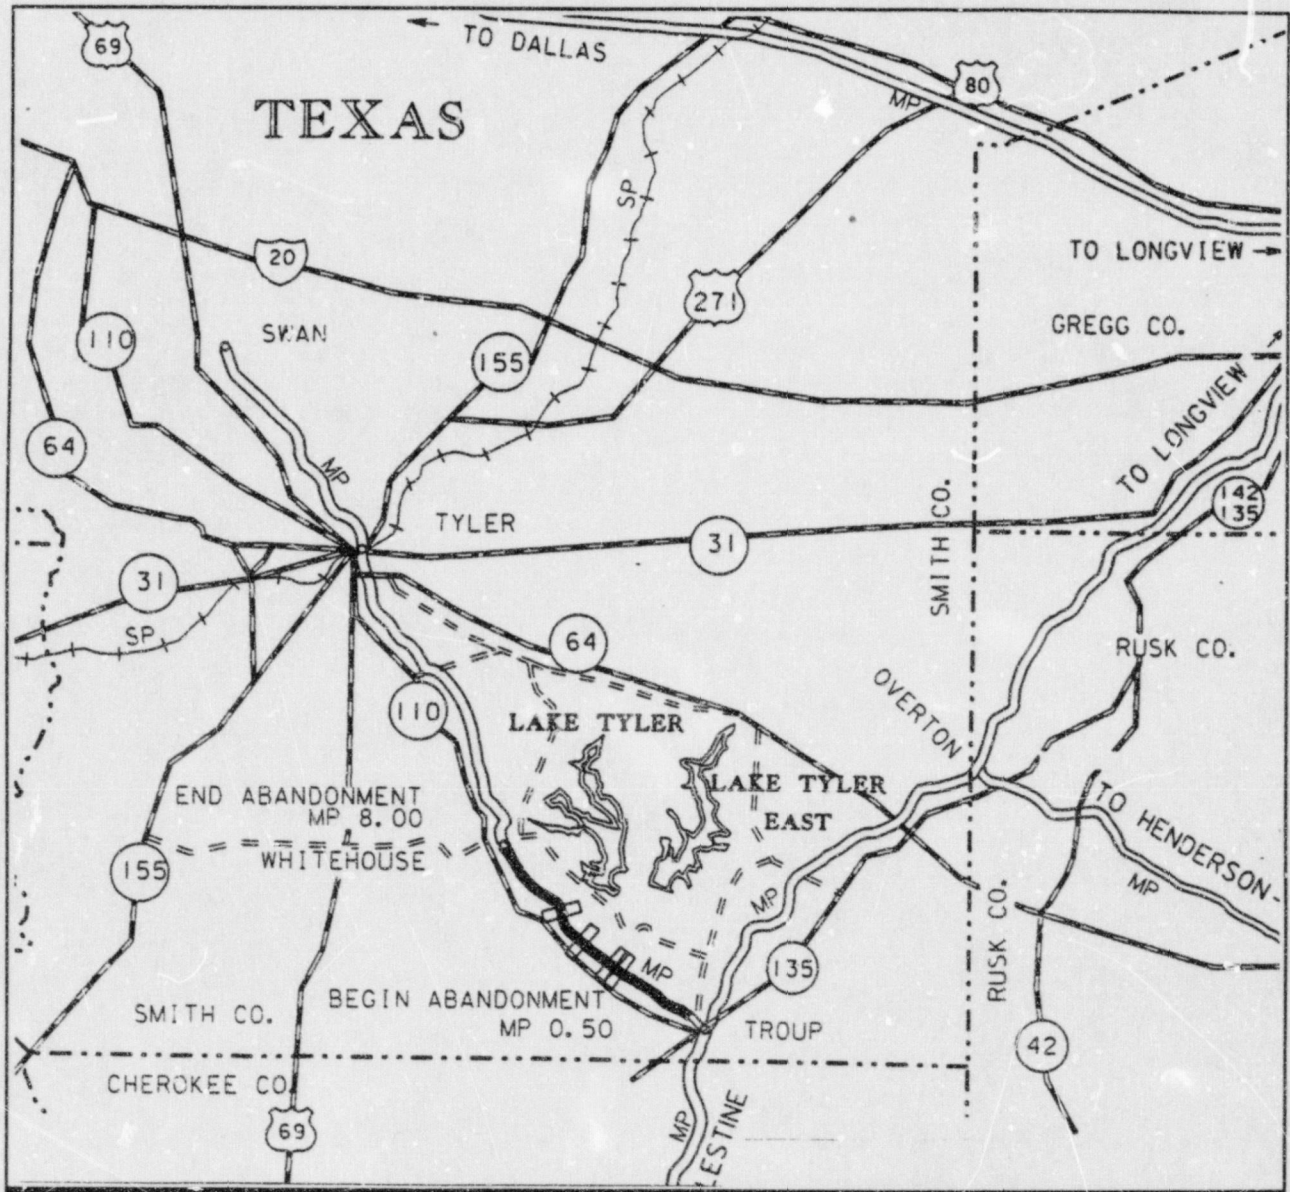 69
TO DALLAS
80
MP
TEXAS
SP
20
271
TO LONGVIEW
GREGG CO.
110
SWAN
155
64
MP
TO LONGVIEW
142
135
TYLER
31
SMITH CO.
31
SP
64
RUSK CO.
OVERTON
110
LAKE TYLER
LAKE TYLER
EAST
END ABANDONMENT
MP 8.00
WHITEHOUSE
155
TO HENDERSON
MP
MP
RUSK CO.
MP
135
BEGIN ABANDONMENT
MP 0.50
SMITH CO.
TROUP
42
CHEROKEE CO.
69
MP
LESTINE